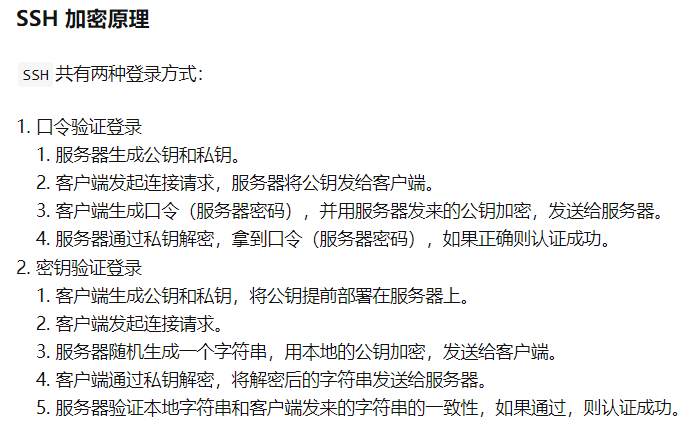 SSH 加密原理
SSH 共有两种登录方式：
1. 口令验证登录
1. 服务器生成公钥和私钥。
2. 客户端发起连接请求，服务器将公钥发给客户端。
3. 客户端生成口令（服务器密码），并用服务器发来的公钥加密，发送给服务器。
4. 服务器通过私钥解密，拿到口令（服务器密码），如果正确则认证成功。
2. 密钥验证登录
1. 客户端生成公钥和私钥，将公钥提前部署在服务器上。
2. 客户端发起连接请求。
3. 服务器随机生成一个字符串，用本地的公钥加密，发送给客户端。
4. 客户端通过私钥解密，将解密后的字符串发送给服务器。
5. 服务器验证本地字符串和客户端发来的字符串的一致性，如果通过，则认证成功。